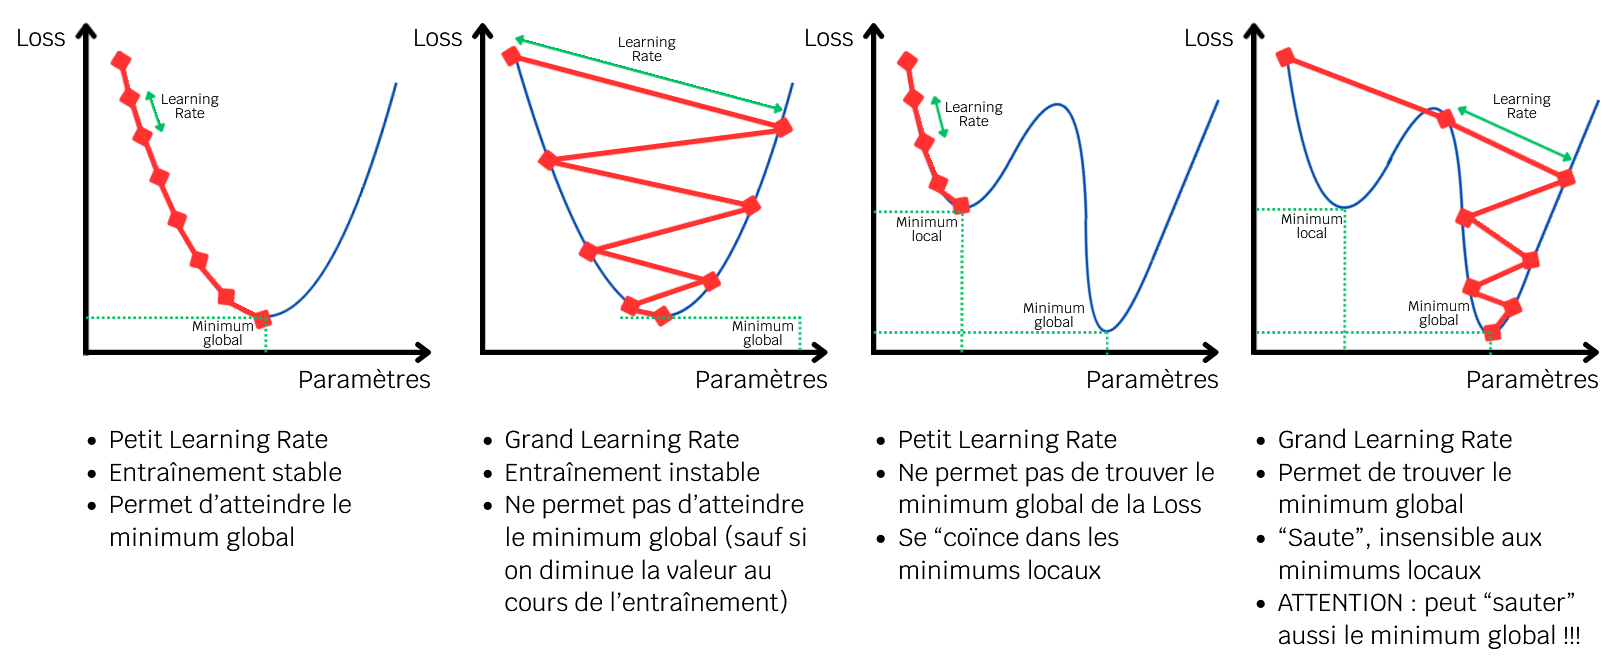 Loss
Learning
Rate
Minimum
global
Paramètres
Petit Learning Rate
Entraînement stable
Permet d’atteindre le
minimum global
Loss
Learning
Rate
Minimum
global
Paramètres
Grand Learning Rate
Entraînement instable
Ne permet pas d’atteindre
le minimum global (sauf si
on diminue la valeur au
cours de l’entraînement)
Loss
Learning
Rate
Minimum
local
Minimum
global
Paramètres
Petit Learning Rate
Ne permet pas de trouver le
minimum global de la Loss
Se “coïnce dans les
minimums locaux
Loss
Learning
Rate
Minimum
local
Minimum
global
Paramètres
Grand Learning Rate
Permet de trouver le
minimum global
“Saute”, insensible aux
minimums locaux
ATTENTION : peut “sauter”
aussi le minimum global !!!